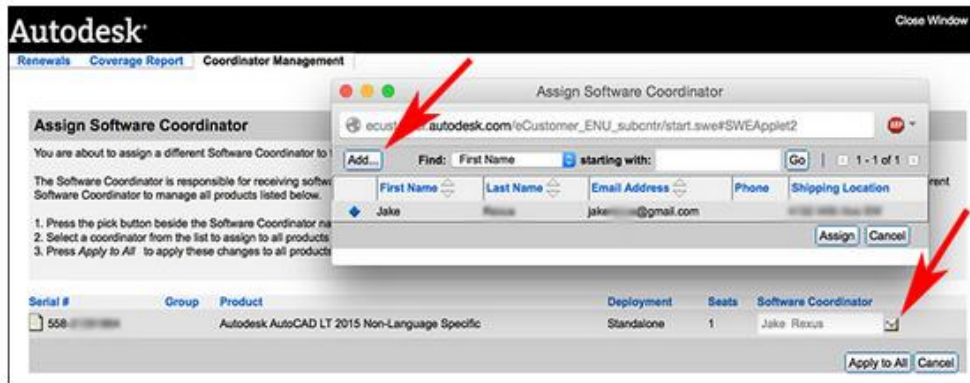 Autodesk
Close Window
Renewals Coverage Report Coordinator Management
Assign Software Coordinator
You are about to assign a different Software Coordinator to
The Software Coordinator is responsible for receiving softw
rent
Software Coordinator to manage all products listed below.
1. Press the pick button beside the Software Coordinator na
2. Select a coordinator from the list to assign to all products
3. Press Apply to All to apply these changes to all products
Assign Software Coordinator
autodesk.com/eCustomer_ENU_subcntr/start.swe#SWEApplet2
Add... Find: First Name starting with: Go 1 - 1 of 1
First Name Last Name Email Address Phone Shipping Location
Jake jake @gmail.com
Assign Cancel
Serial # Group Product Deployment Seats Software Coordinator
558- Autodesk AutoCAD LT 2015 Non-Language Specific Standalone 1 Jake Rexus
Apply to All Cancel